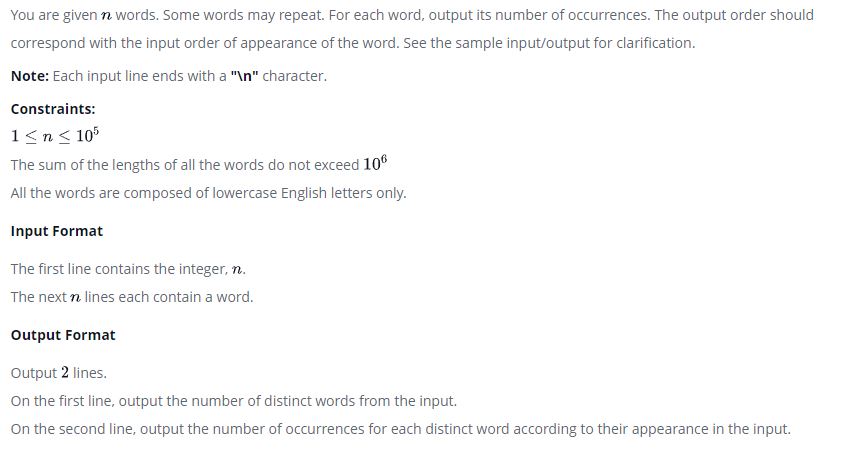 You are given n words. Some words may repeat. For each word, output its number of occurrences. The output order should
correspond with the input order of appearance of the word. See the sample input/output for clarification.
Note: Each input line ends with a "\n" character.
Constraints:
1 ≤ n ≤ 10⁵
The sum of the lengths of all the words do not exceed 10⁶
All the words are composed of lowercase English letters only.
Input Format
The first line contains the integer, n.
The next n lines each contain a word.
Output Format
Output 2 lines.
On the first line, output the number of distinct words from the input.
On the second line, output the number of occurrences for each distinct word according to their appearance in the input.